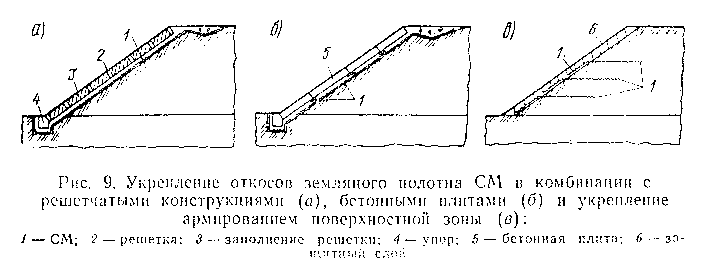 а) 1 2 3 4
б) 5 1
в) 6 1 1
Рис. 9. Укрепление откосов земляного полотна СМ в комбинации с
решетчатыми конструкциями (а), бетонными плитами (б) и укрепление
армированием поверхностной зоны (в):
1 — СМ; 2 — решетка; 3 — заполнение решетки; 4 — упор; 5 — бетонная плита; 6 — за-
щитный слой